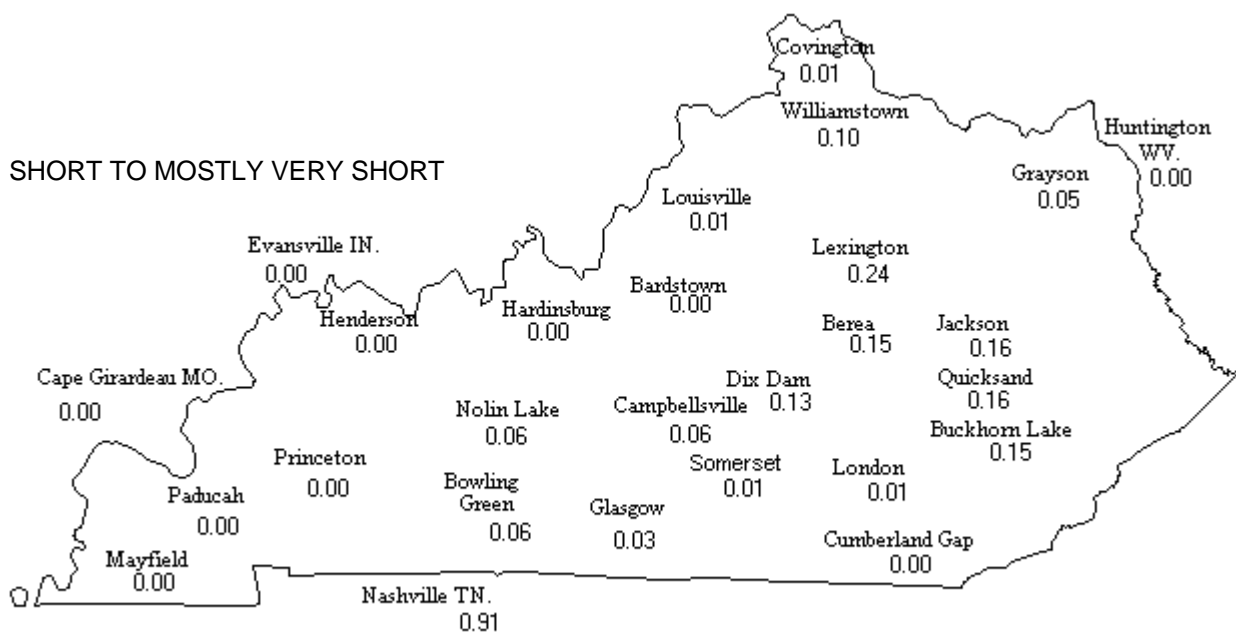 Covington
0.01
Williamstown
0.10
Huntington
WV.
0.00
SHORT TO MOSTLY VERY SHORT
Grayson
0.05
Louisville
0.01
Evansville IN.
0.00
Lexington
0.24
Bardstown
0.00
Hardinsburg
0.00
Henderson
0.00
Berea
0.15
Jackson
0.16
Cape Girardeau MO.
0.00
Dix Dam
0.13
Quicksand
0.16
Nolin Lake
0.06
Campbellsville
0.06
Buckhorn Lake
0.15
Princeton
0.00
Somerset
0.01
London
0.01
Paducah
0.00
Bowling
Green
0.06
Glasgow
0.03
Cumberland Gap
0.00
Mayfield
0.00
Nashville TN.
0.91